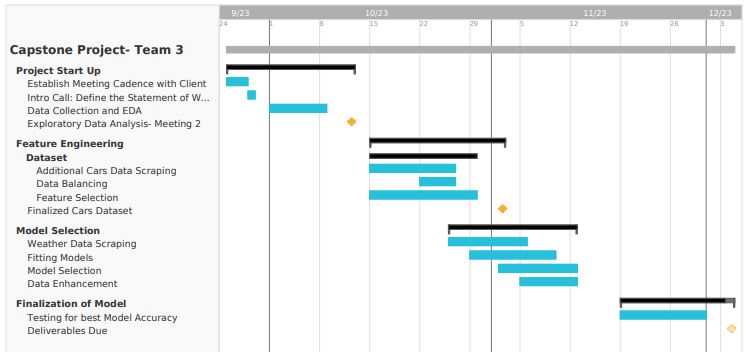 9/23 10/23 11/23 12/23
24 1 8 15 22 29 5 12 19 26 3
Capstone Project- Team 3
Project Start Up
Establish Meeting Cadence with Client
Intro Call: Define the Statement of W...
Data Collection and EDA
Exploratory Data Analysis- Meeting 2
Feature Engineering
Dataset
Additional Cars Data Scraping
Data Balancing
Feature Selection
Finalized Cars Dataset
Model Selection
Weather Data Scraping
Fitting Models
Model Selection
Data Enhancement
Finalization of Model
Testing for best Model Accuracy
Deliverables Due